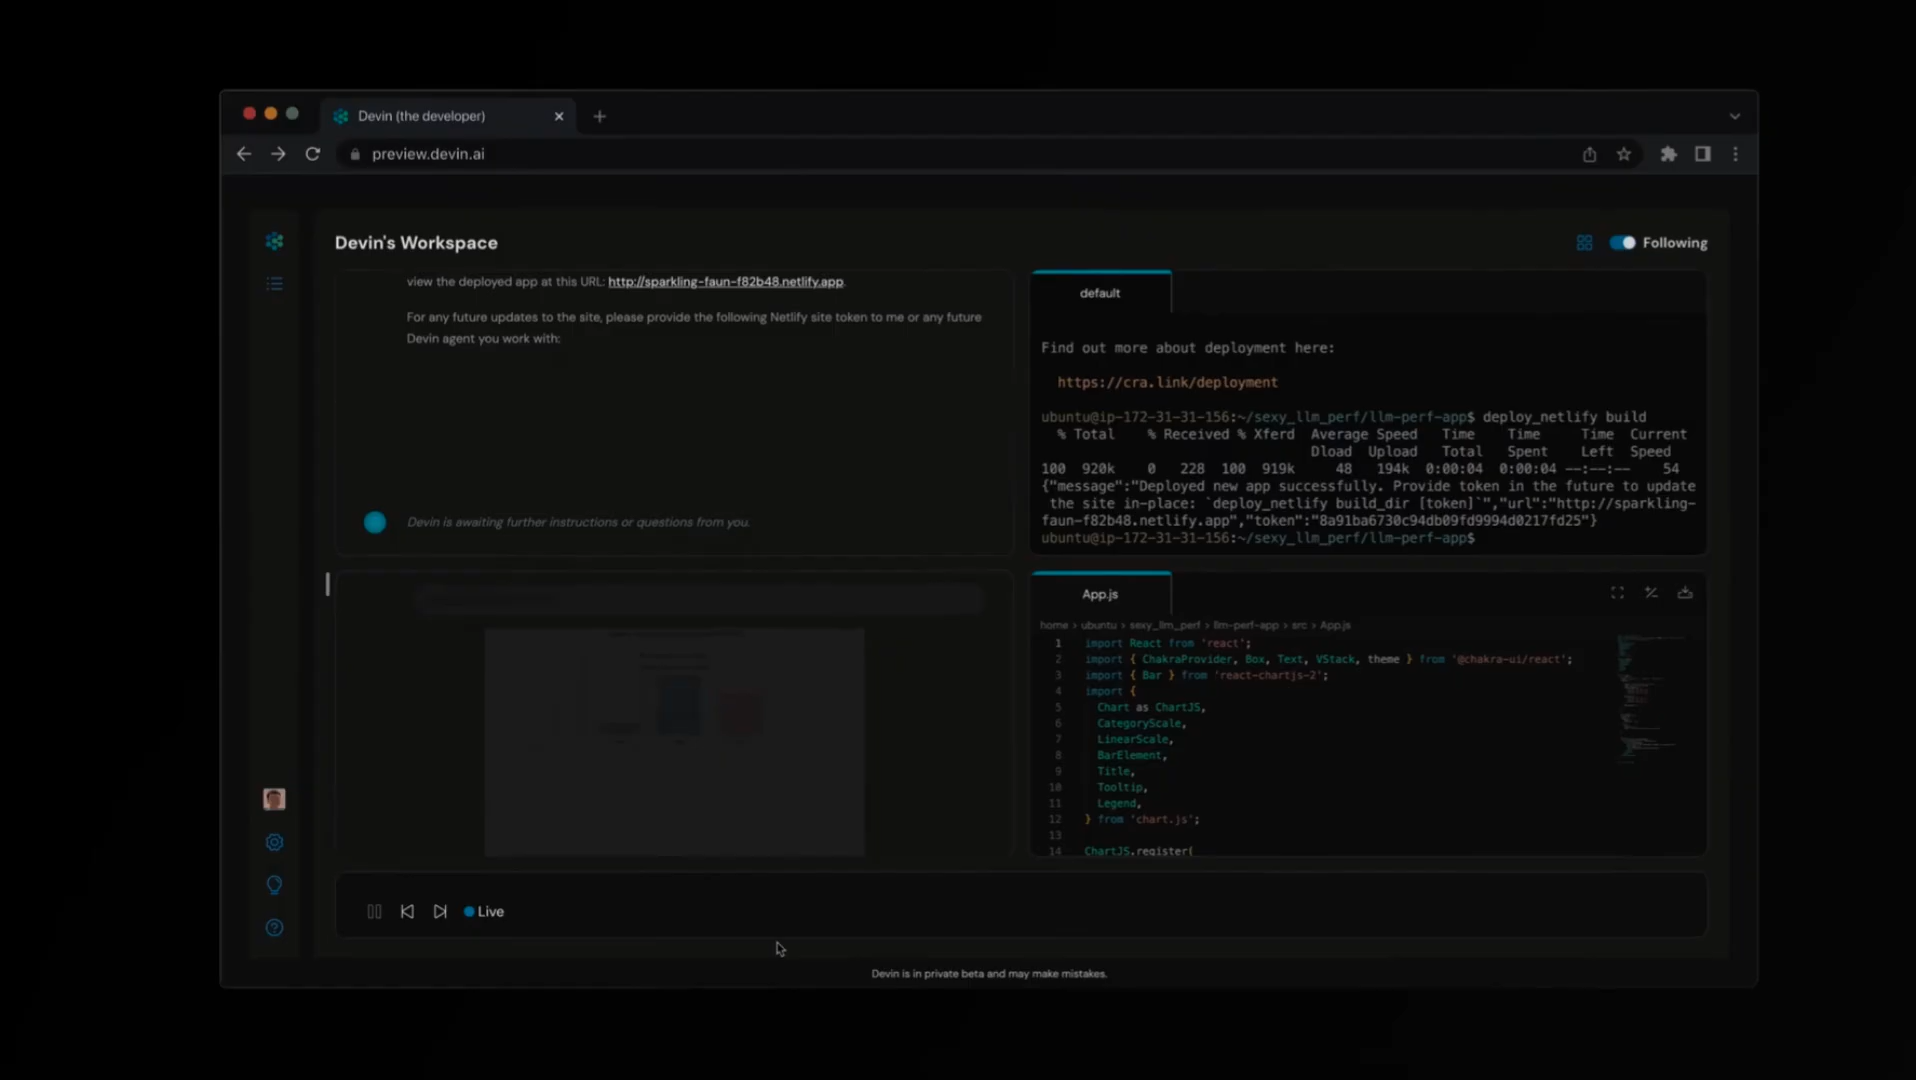 Devin (the developer)
preview.devin.ai
Devin's Workspace
Following
view the deployed app at this URL: http://sparkling-faun-f82b48.netlify.app.
For any future updates to the site, please provide the following Netlify site token to me or any future
Devin agent you work with:
Devin is awaiting further instructions or questions from you.
default
Find out more about deployment here:
https://cra.link/deployment
ubuntu@ip-172-31-31-156:~/sexy_llm_perf/llm-perf-app$ deploy_netlify build
% Total % Received % Xferd Average Speed Time Time Time Current
Dload Upload Total Spent Left Speed
100 920k 0 228 100 919k 48 194k 0:00:04 0:00:04 --:--:-- 54
{"message":"Deployed new app successfully. Provide token in the future to update
the site in-place: `deploy_netlify build_dir [token]`","url":"http://sparkling-
faun-f82b48.netlify.app","token":"8a91ba6730c94db09fd9994d0217fd25"}
ubuntu@ip-172-31-31-156:~/sexy_llm_perf/llm-perf-app$
App.js
home > ubuntu > sexy_llm_perf > llm-perf-app > src > App.js
1 import React from 'react';
2 import { ChakraProvider, Box, Text, VStack, theme } from '@chakra-ui/react';
3 import { Bar } from 'react-chartjs-2';
4 import {
5 Chart as ChartJS,
6 CategoryScale,
7 LinearScale,
8 BarElement,
9 Title,
10 Tooltip,
11 Legend,
12 } from 'chart.js';
13
14 ChartJS.register(
Live
Devin is in private beta and may make mistakes.